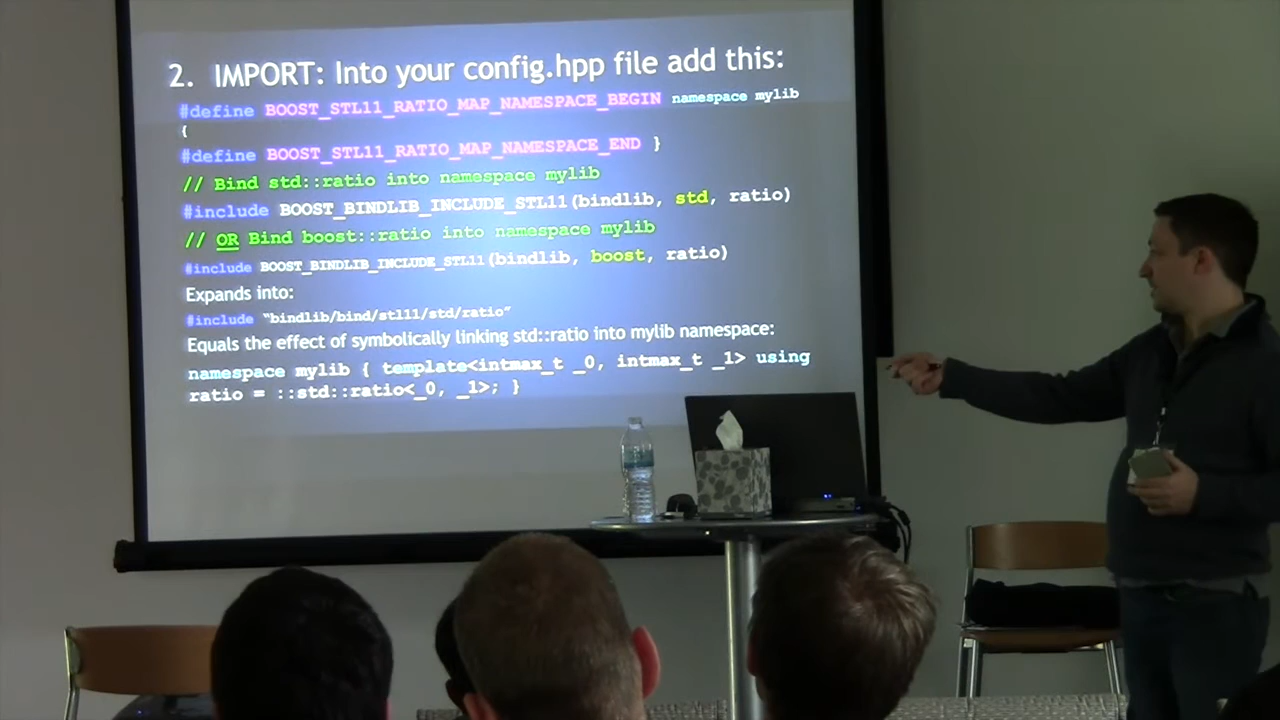 2. IMPORT: Into your config.hpp file add this:
#define BOOST_STL11_RATIO_MAP_NAMESPACE_BEGIN namespace mylib
{
#define BOOST_STL11_RATIO_MAP_NAMESPACE_END }
// Bind std::ratio into namespace mylib
#include BOOST_BINDLIB_INCLUDE_STL11(bindlib, std, ratio)
// OR Bind boost::ratio into namespace mylib
#include BOOST_BINDLIB_INCLUDE_STL11(bindlib, boost, ratio)
Expands into:
#include “bindlib/bind/stl11/std/ratio”
Equals the effect of symbolically linking std::ratio into mylib namespace:
namespace mylib { template<intmax_t _0, intmax_t _1> using
ratio = ::std::ratio<_0, _1>; }